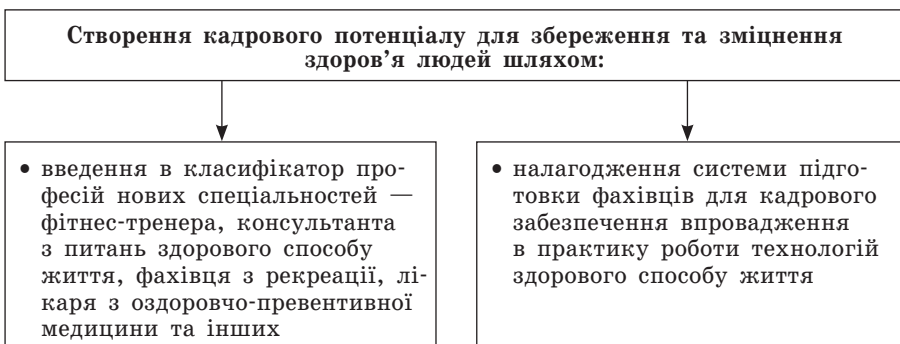 Створення кадрового потенціалу для збереження та зміцнення
здоров’я людей шляхом:
• введення в класифікатор про-
фесій нових спеціальностей —
фітнес-тренера, консультанта
з питань здорового способу
життя, фахівця з рекреації, лі-
каря з оздоровчо-превентивної
медицини та інших
• налагодження системи підго-
товки фахівців для кадрового
забезпечення впровадження
в практику роботи технологій
здорового способу життя